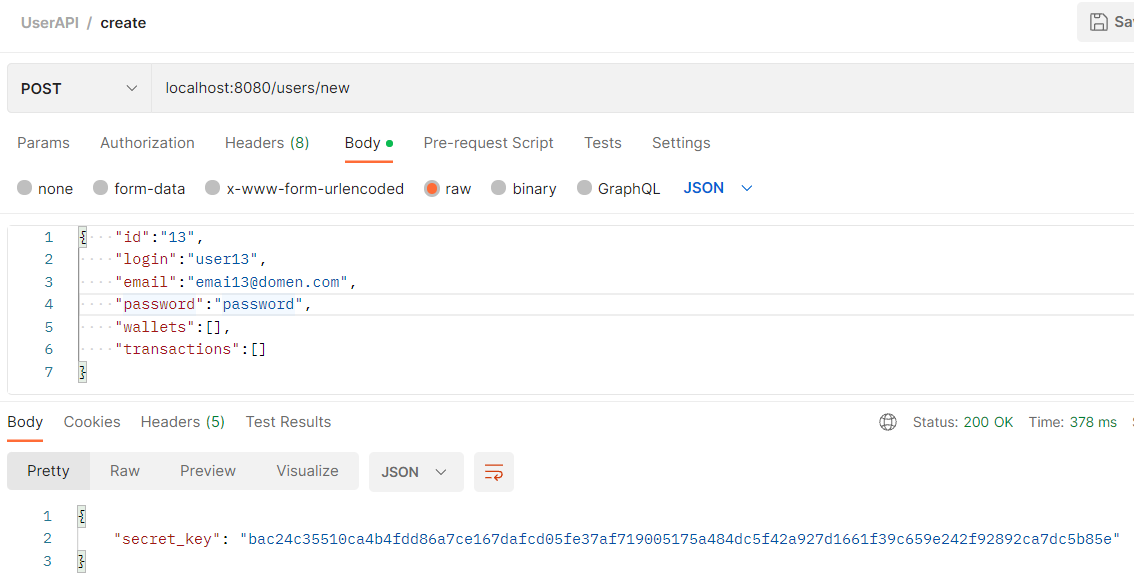 UserAPI / create
Sa
POST localhost:8080/users/new
Params Authorization Headers (8) Body Pre-request Script Tests Settings
none form-data x-www-form-urlencoded raw binary GraphQL JSON
1 { "id":"13",
2 "login":"user13",
3 "email":"emai13@domen.com",
4 "password":"password",
5 "wallets":[],
6 "transactions":[]
7 }
Body Cookies Headers (5) Test Results Status: 200 OK Time: 378 ms
Pretty Raw Preview Visualize JSON
1 {
2 "secret_key": "bac24c35510ca4b4fdd86a7ce167dafcd05fe37af719005175a484dc5f42a927d1661f39c659e242f92892ca7dc5b85e"
3 }